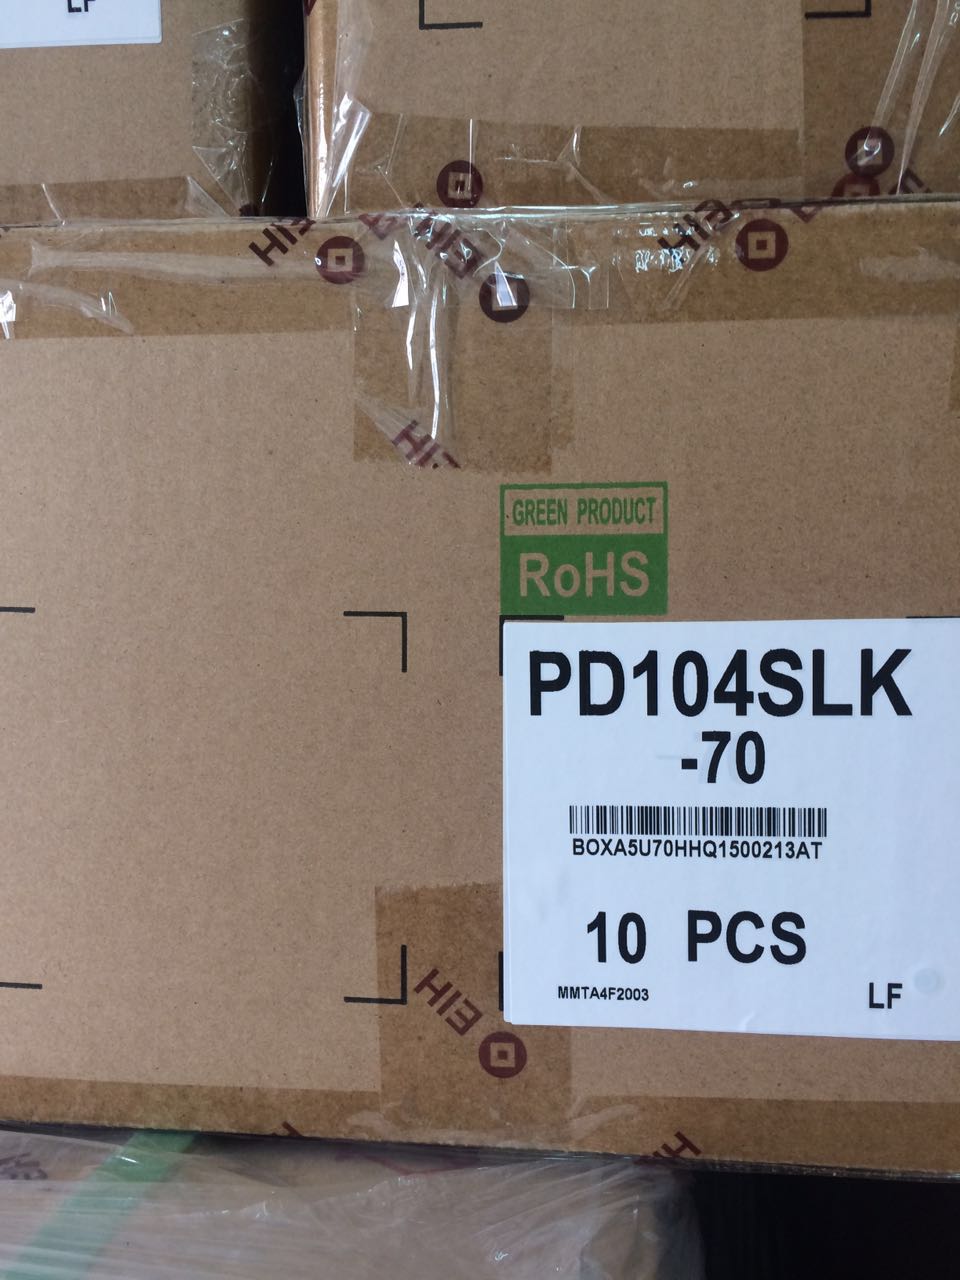 LF
GREEN PRODUCT
RoHS
PD104SLK
-70
BOXA5U70HHQ1500213AT
10 PCS
MMTA4F2003
LF